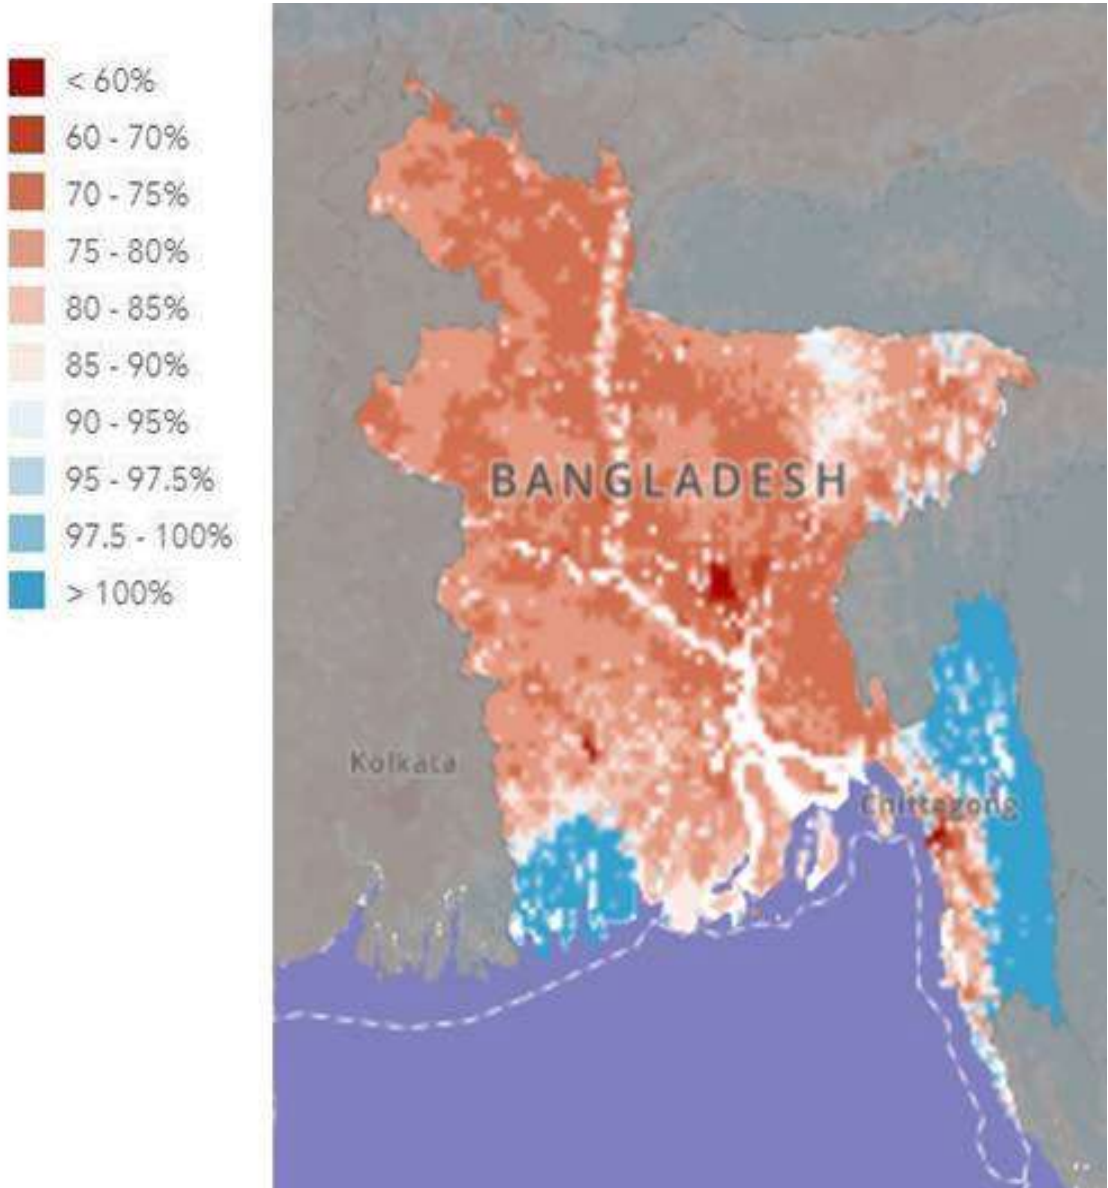 < 60%
60 - 70%
70 - 75%
75 - 80%
80 - 85%
85 - 90%
90 - 95%
95 - 97.5%
97.5 - 100%
> 100%
BANGLADESH
Kolkata
Chittagong